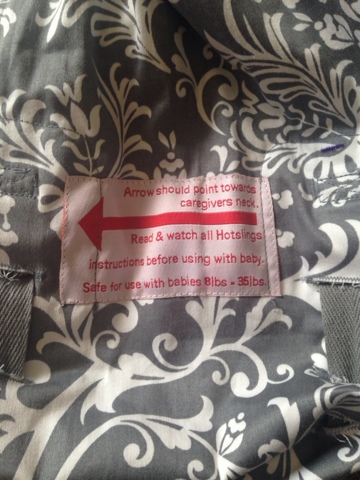 Arrow should point towards
caregivers neck.
Read & watch all Hotslings
instructions before using with baby.
Safe for use with babies 8lbs - 35lbs.